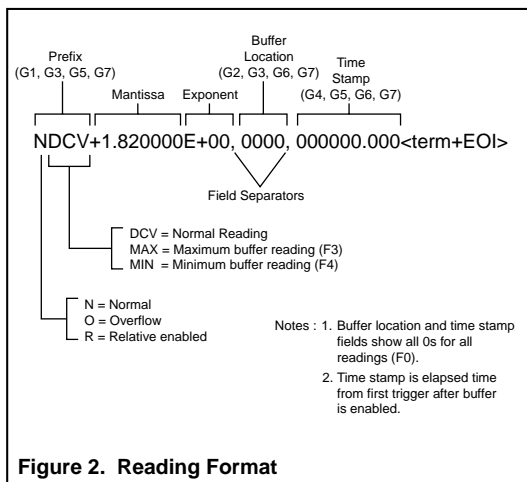 Buffer
Location
(G2, G3, G6, G7)
Prefix
(G1, G3, G5, G7)
Time
Stamp
(G4, G5, G6, G7)
Mantissa
Exponent
NDCV+1.820000E+00, 0000, 000000.000<term+EOI>
Field Separators
DCV = Normal Reading
MAX = Maximum buffer reading (F3)
MIN = Minimum buffer reading (F4)
N = Normal
O = Overflow
R = Relative enabled
Notes : 1. Buffer location and time stamp
fields show all 0s for all
readings (F0).
2. Time stamp is elapsed time
from first trigger after buffer
is enabled.
Figure 2. Reading Format